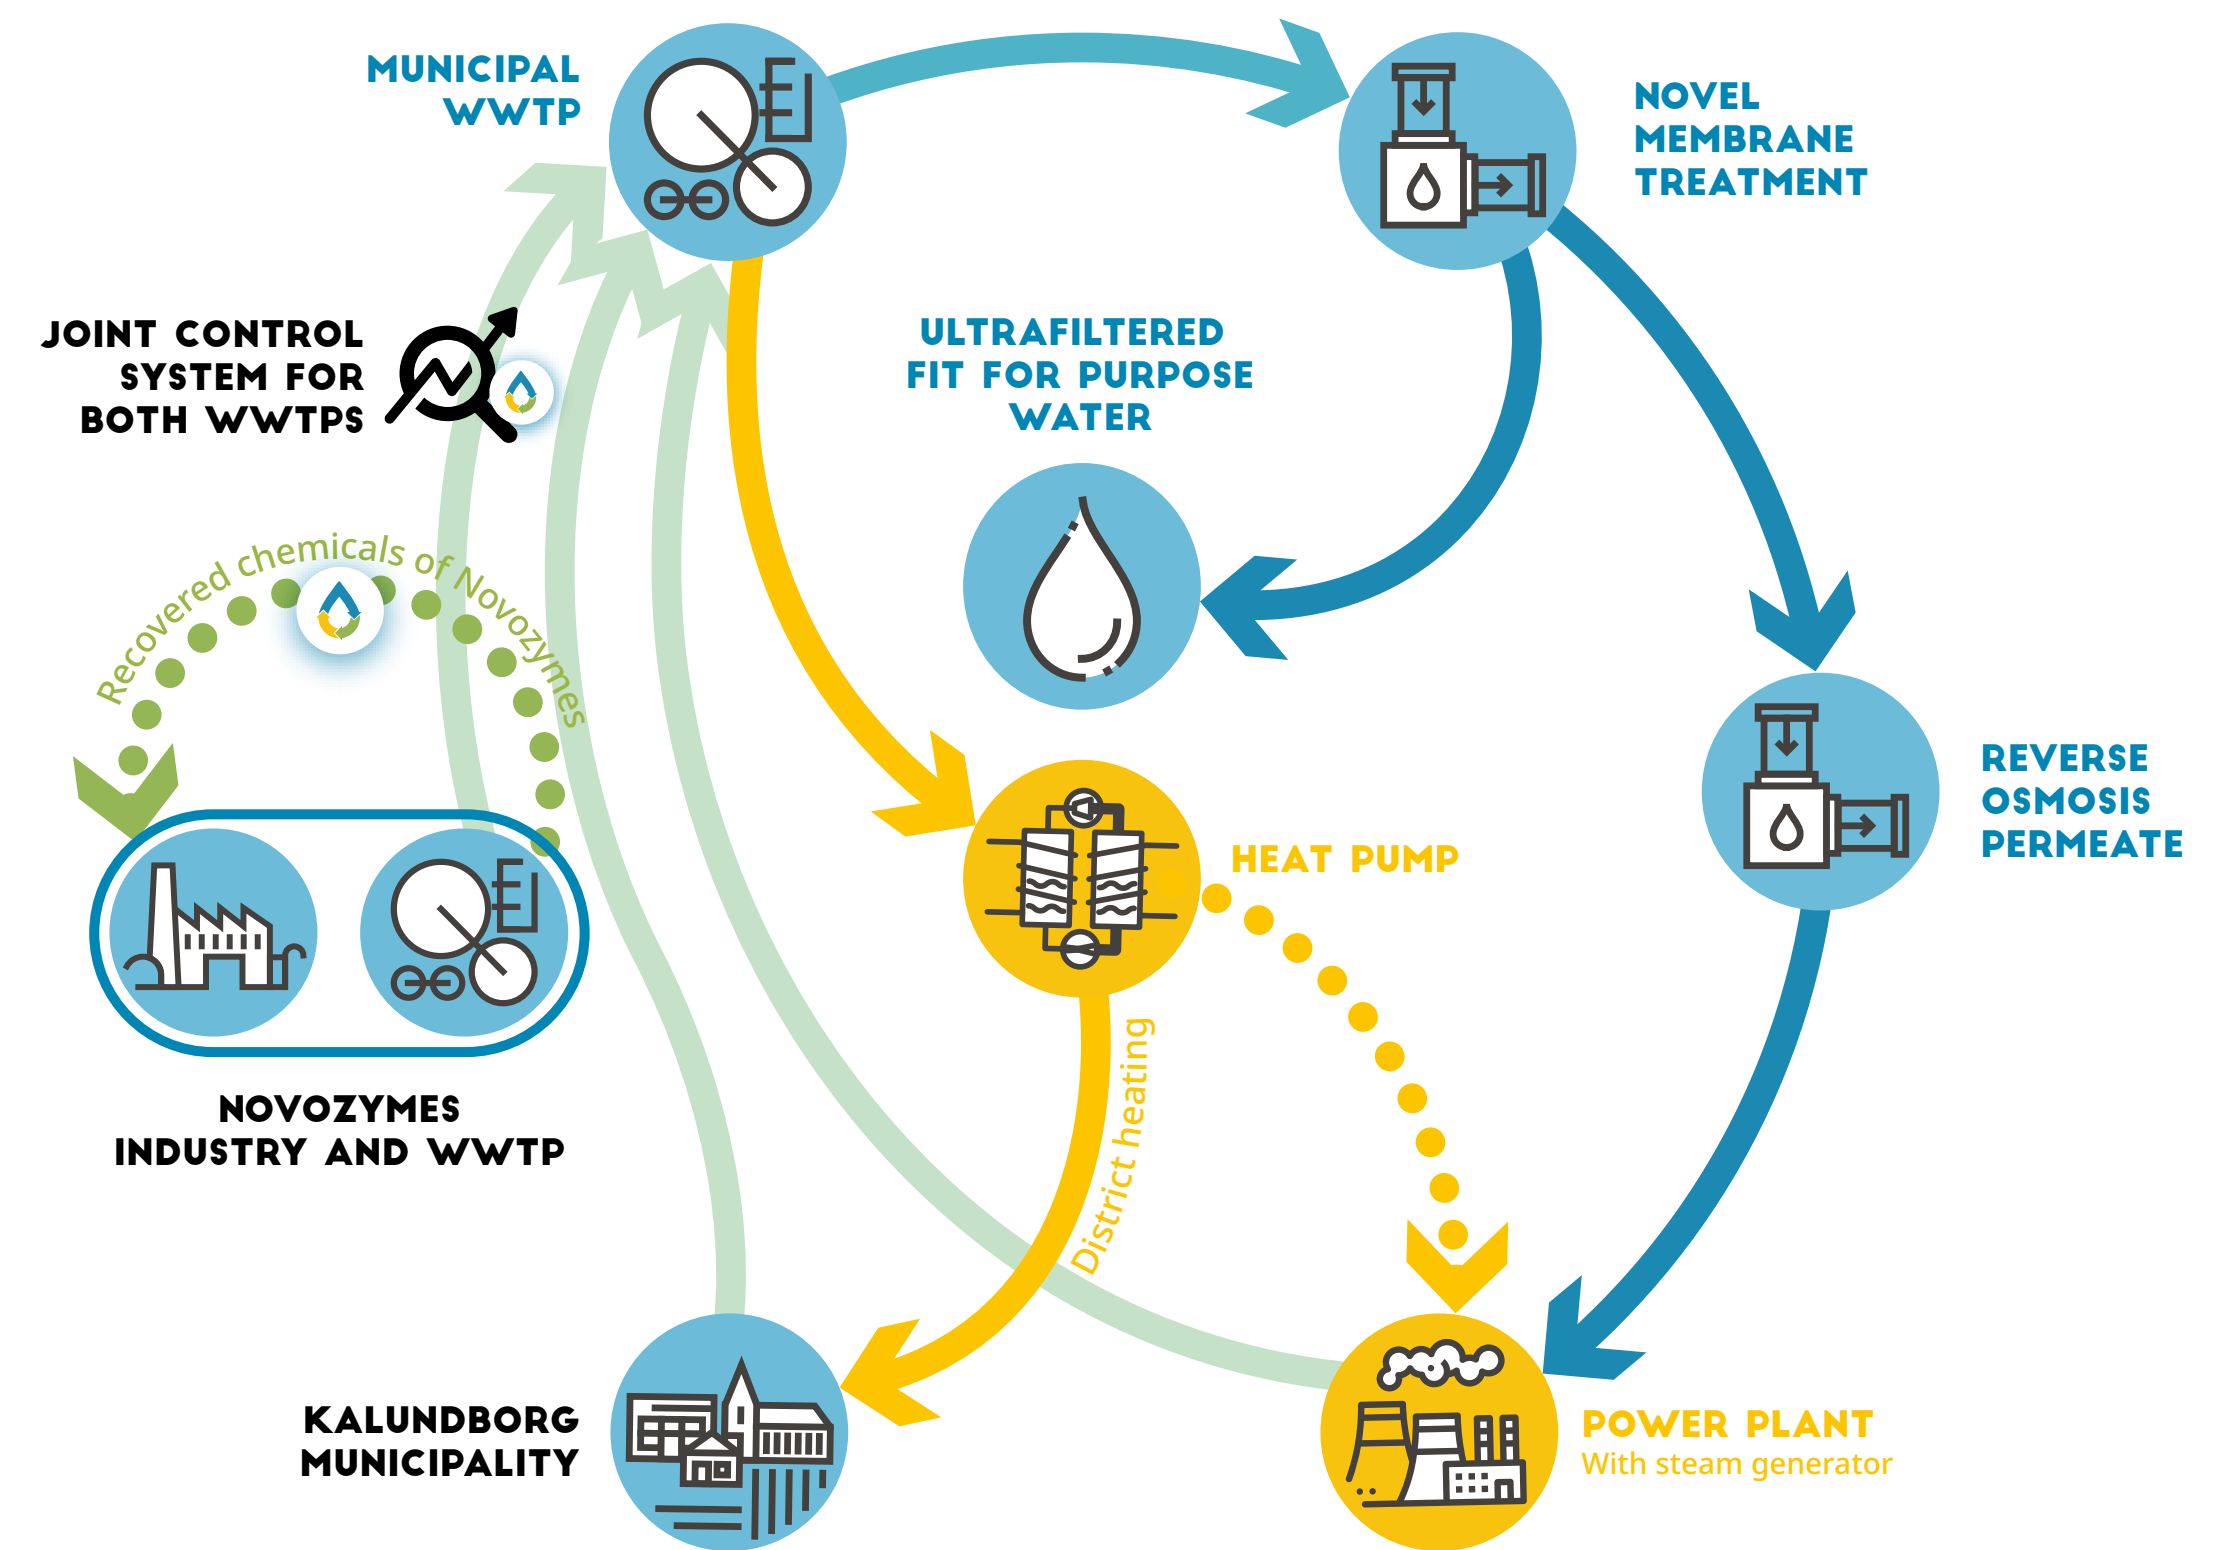 MUNICIPAL
WWTP
NOVEL
MEMBRANE
TREATMENT
JOINT CONTROL
SYSTEM FOR
BOTH WWTPS
ULTRAFILTERED
FIT FOR PURPOSE
WATER
Recovered chemicals of Novozymes
REVERSE
OSMOSIS
PERMEATE
HEAT PUMP
District heating
NOVOZYMES
INDUSTRY AND WWTP
KALUNDBORG
MUNICIPALITY
POWER PLANT
With steam generator